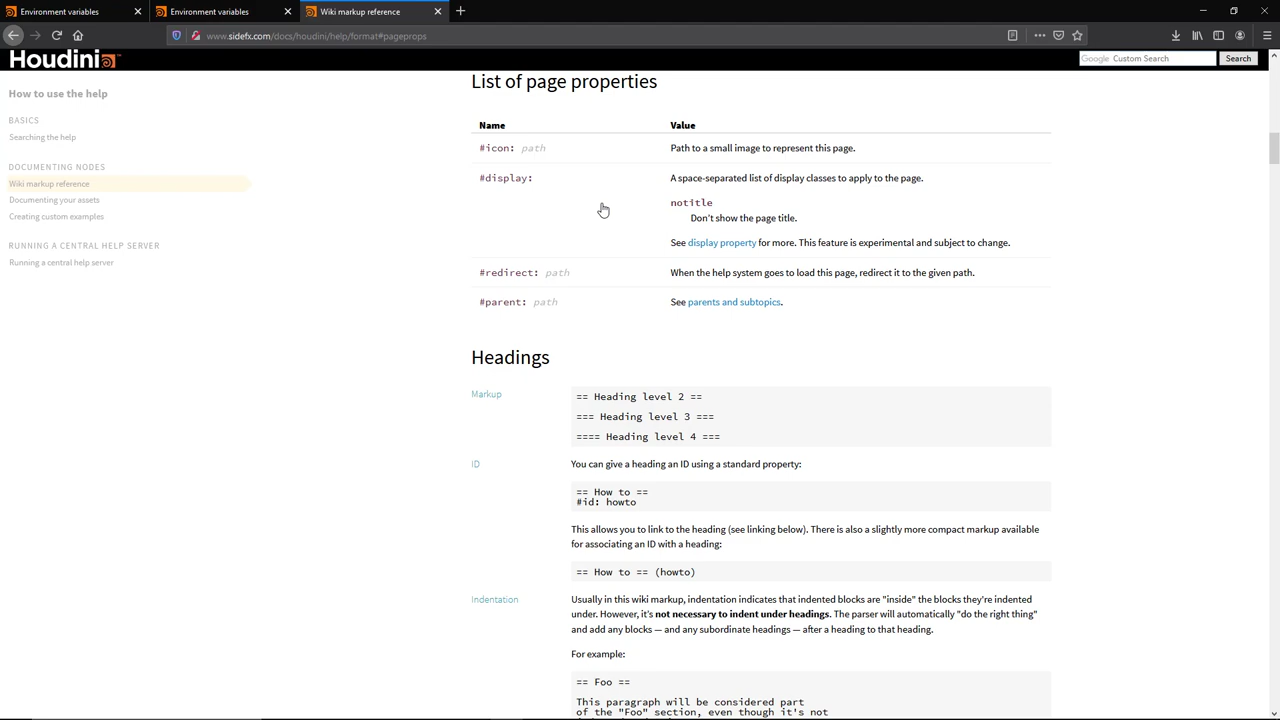 Environment variables
Environment variables
Wiki markup reference
www.sidefx.com/docs/houdini/help/format#pageprops
Houdini
Google Custom Search
Search
How to use the help
BASICS
Searching the help
DOCUMENTING NODES
Wiki markup reference
Documenting your assets
Creating custom examples
RUNNING A CENTRAL HELP SERVER
Running a central help server
List of page properties
Name Value
#icon: path Path to a small image to represent this page.
#display: A space-separated list of display classes to apply to the page.
notitle
Don't show the page title.
See display property for more. This feature is experimental and subject to change.
#redirect: path When the help system goes to load this page, redirect it to the given path.
#parent: path See parents and subtopics.
Headings
Markup
== Heading level 2 ==
=== Heading level 3 ===
==== Heading level 4 ===
ID
You can give a heading an ID using a standard property:
== How to ==
#id: howto
This allows you to link to the heading (see linking below). There is also a slightly more compact markup available
for associating an ID with a heading:
== How to == (howto)
Indentation
Usually in this wiki markup, indentation indicates that indented blocks are "inside" the blocks they're indented
under. However, it's not necessary to indent under headings. The parser will automatically "do the right thing"
and add any blocks — and any subordinate headings — after a heading to that heading.
For example:
== Foo ==
This paragraph will be considered part
of the "Foo" section, even though it's not